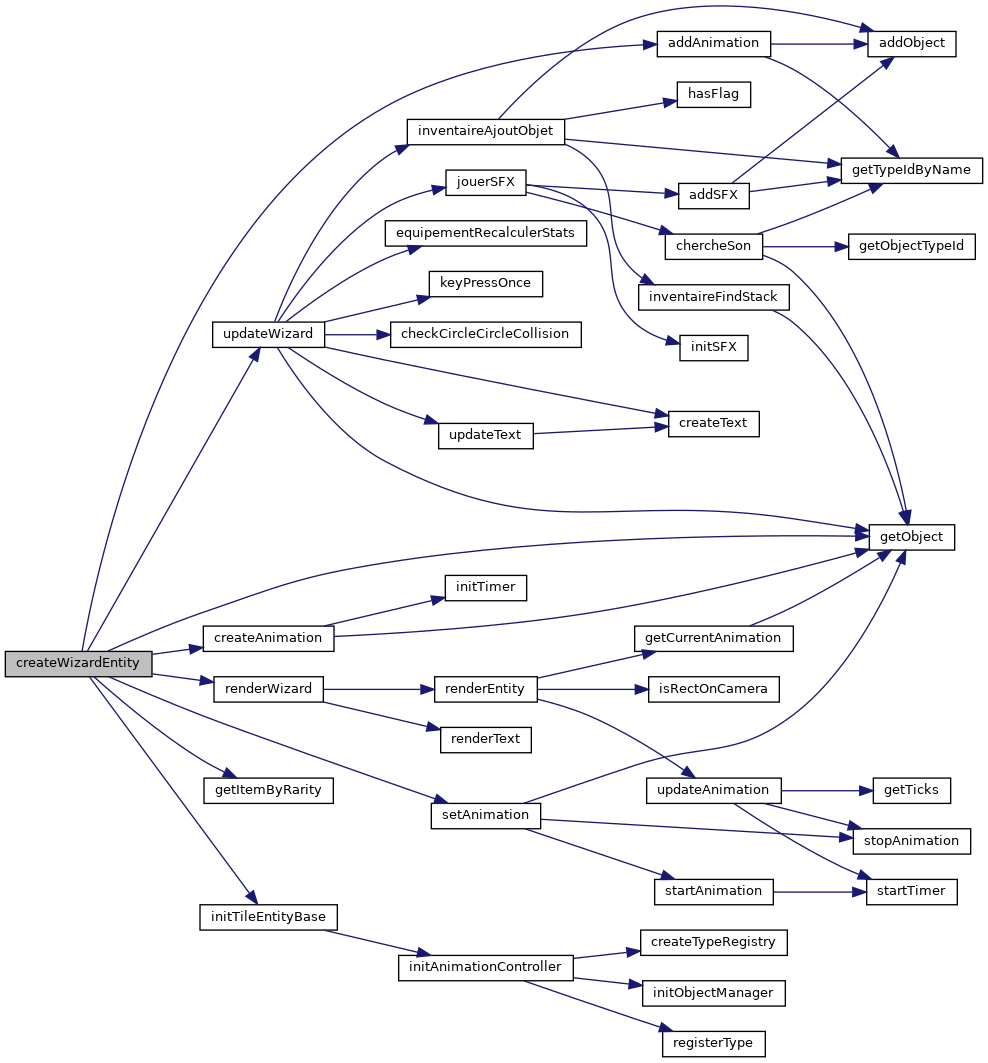 addAnimation
addObject
hasFlag
inventaireAjoutObjet
getTypeIdByName
jouerSFX
addSFX
equipementRecalculerStats
chercheSon
getObjectTypeId
keyPressOnce
inventaireFindStack
updateWizard
checkCircleCircleCollision
initSFX
createText
updateText
getObject
initTimer
createAnimation
getCurrentAnimation
createWizardEntity
renderWizard
renderEntity
isRectOnCamera
renderText
getItemByRarity
updateAnimation
getTicks
setAnimation
stopAnimation
startAnimation
startTimer
initTileEntityBase
createTypeRegistry
initAnimationController
initObjectManager
registerType